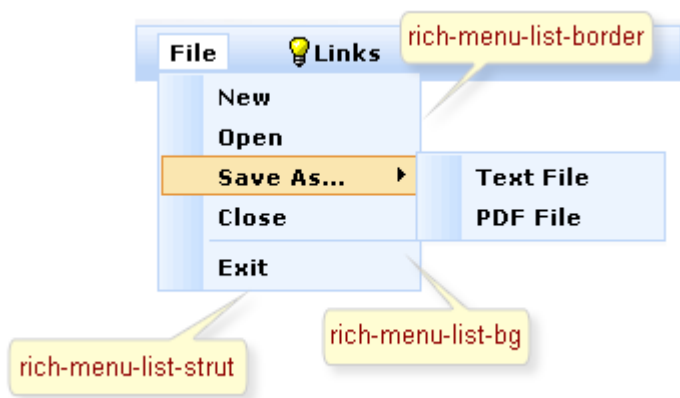 File Links
rich-menu-list-border
New
Open
Save As...
Text File
Close
PDF File
Exit
rich-menu-list-bg
rich-menu-list-strut